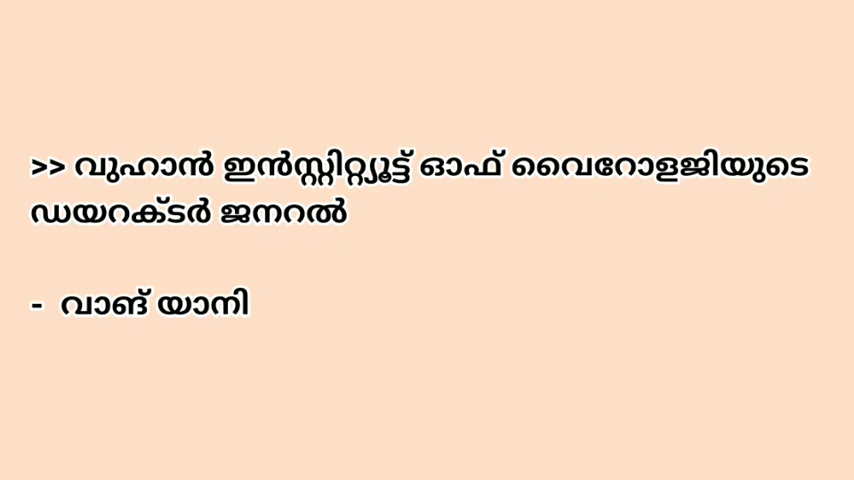 >> വുഹാൻ ഇൻസ്റ്റിറ്റ്യൂട്ട് ഓഫ് വൈറോളജിയുടെ
ഡയറക്ടർ ജനറൽ
- വാങ് യാനി